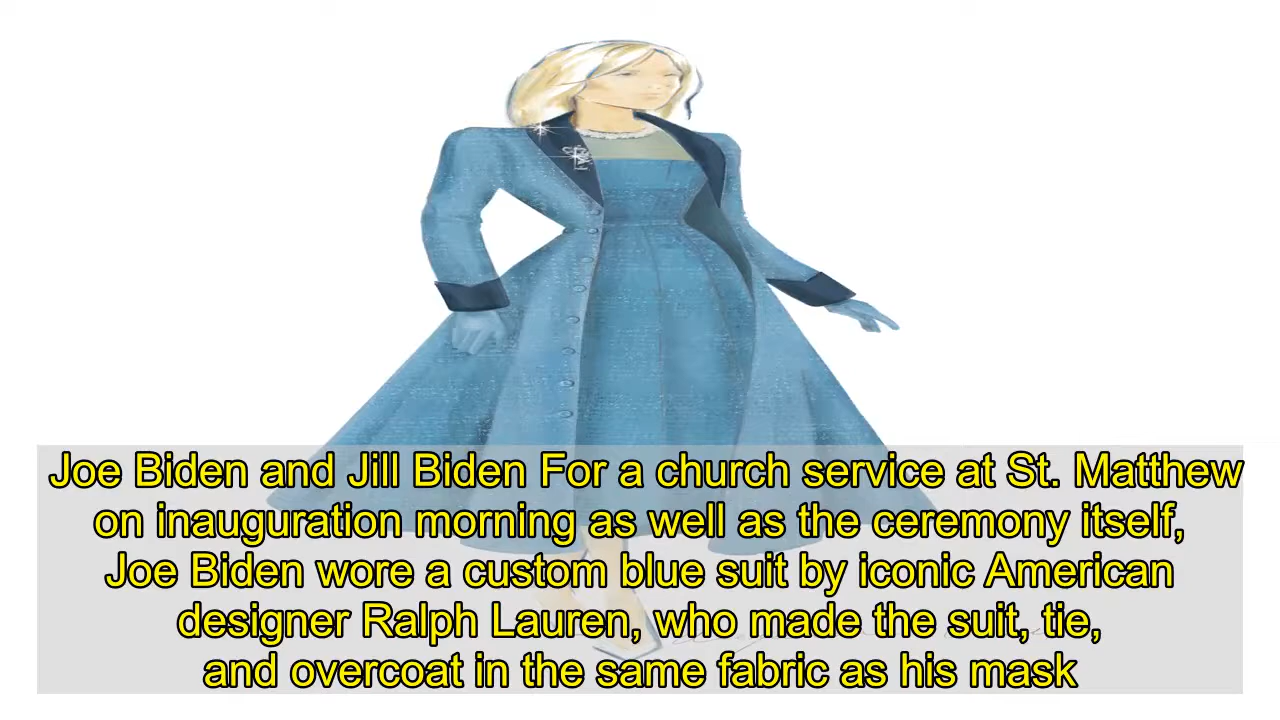 Joe Biden and Jill Biden For a church service at St. Matthew
on inauguration morning as well as the ceremony itself,
Joe Biden wore a custom blue suit by iconic American
designer Ralph Lauren, who made the suit, tie,
and overcoat in the same fabric as his mask